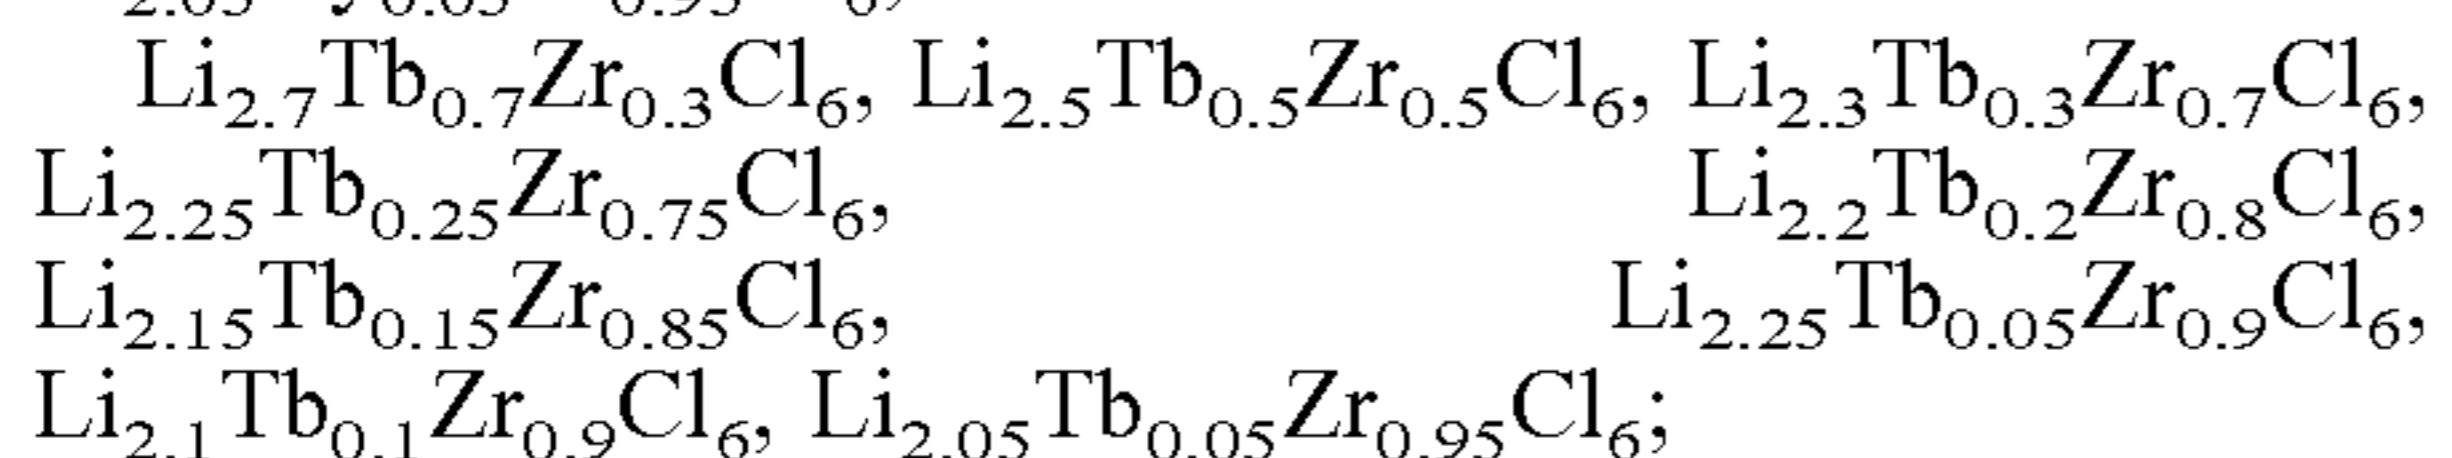 Li₂.₇Tb₀.₇Zr₀.₃Cl₆, Li₂.₅Tb₀.₅Zr₀.₅Cl₆, Li₂.₃Tb₀.₃Zr₀.₇Cl₆,
Li₂.₂₅Tb₀.₂₅Zr₀.₇₅Cl₆, Li₂.₂Tb₀.₂Zr₀.₈Cl₆,
Li₂.₁₅Tb₀.₁₅Zr₀.₈₅Cl₆, Li₂.₂₅Tb₀.₀₅Zr₀.₉Cl₆,
Li₂.₁Tb₀.₁Zr₀.₉Cl₆, Li₂.₀₅Tb₀.₀₅Zr₀.₉₅Cl₆;